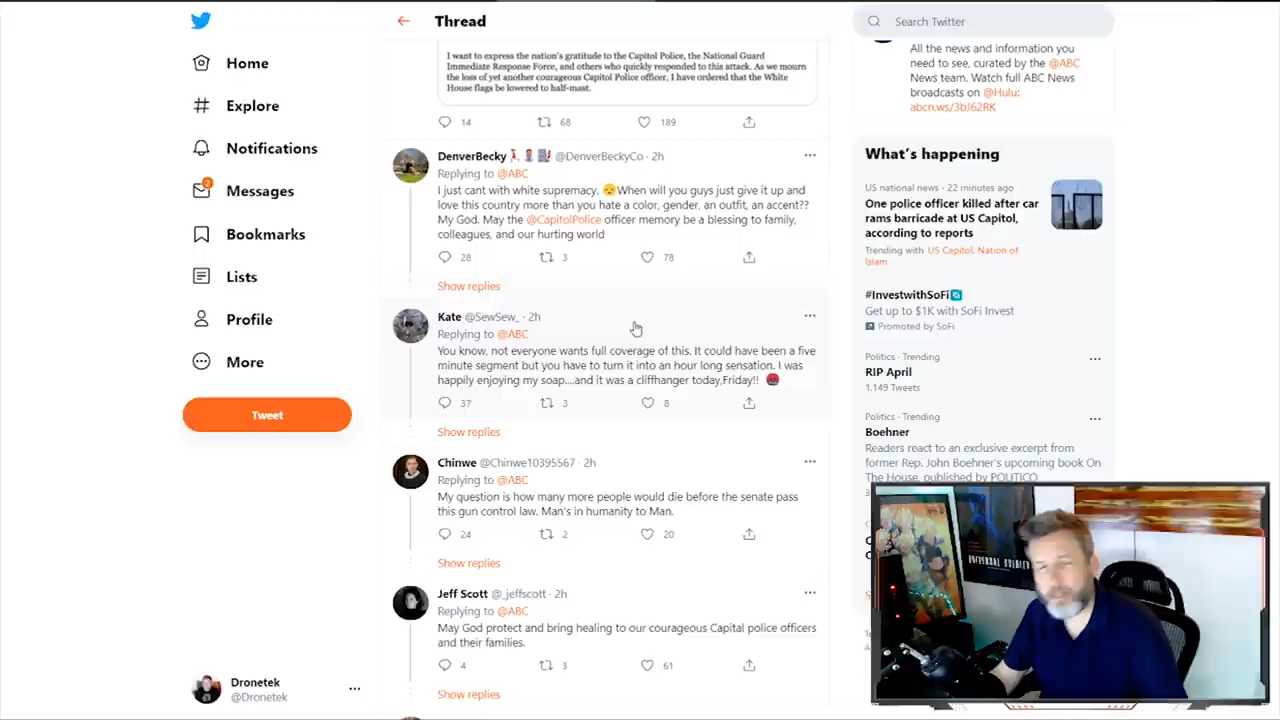 Home
Explore
Notifications
2
Messages
Bookmarks
Lists
Profile
More
Tweet
Dronetek
@Dronetek
Thread
I want to express the nation's gratitude to the Capitol Police, the National Guard
Immediate Response Force, and others who quickly responded to this attack. As we mourn
the loss of yet another courageous Capitol Police officer, I have ordered that the White
House flags be lowered to half-mast.
14 68 189
DenverBecky @DenverBeckyCo · 2h
Replying to @ABC
I just cant with white supremacy. When will you guys just give it up and
love this country more than you hate a color, gender, an outfit, an accent??
My God. May the @CapitolPolice officer memory be a blessing to family,
colleagues, and our hurting world
28 3 78
Show replies
Kate @SewSew_ · 2h
Replying to @ABC
You know, not everyone wants full coverage of this. It could have been a five
minute segment but you have to turn it into an hour long sensation. I was
happily enjoying my soap....and it was a cliffhanger today,Friday!!
37 3 8
Show replies
Chinwe @Chinwe10395567 · 2h
Replying to @ABC
My question is how many more people would die before the senate pass
this gun control law. Man's in humanity to Man.
24 2 20
Show replies
Jeff Scott @_jeffscott · 2h
Replying to @ABC
May God protect and bring healing to our courageous Capital police officers
and their families.
4 3 61
Show replies
Search Twitter
All the news and information you
need to see, curated by the @ABC
News team. Watch full ABC News
broadcasts on @Hulu:
abcn.ws/3bJ62RK
What's happening
US national news · 22 minutes ago
One police officer killed after car
rams barricade at US Capitol,
according to reports
Trending with US Capitol, Nation of
Islam.
#InvestwithSoFi
Get up to $1K with SoFi Invest
Promoted by SoFi
Politics · Trending
RIP April
1,149 Tweets
Politics · Trending
Boehner
Readers react to an exclusive excerpt from
former Rep. John Boehner's upcoming book On
The House, published by POLITICO
UNIVERSAL SOLDIER